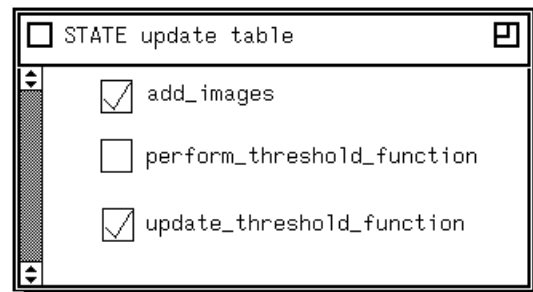 STATE update table
add_images
perform_threshold_function
update_threshold_function